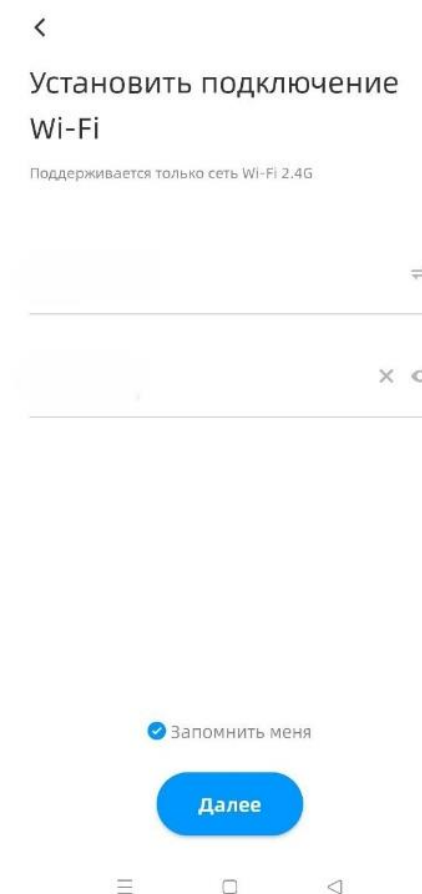 Установить подключение
Wi-Fi
Поддерживается только сеть Wi-Fi 2.4G
Запомнить меня
Далее